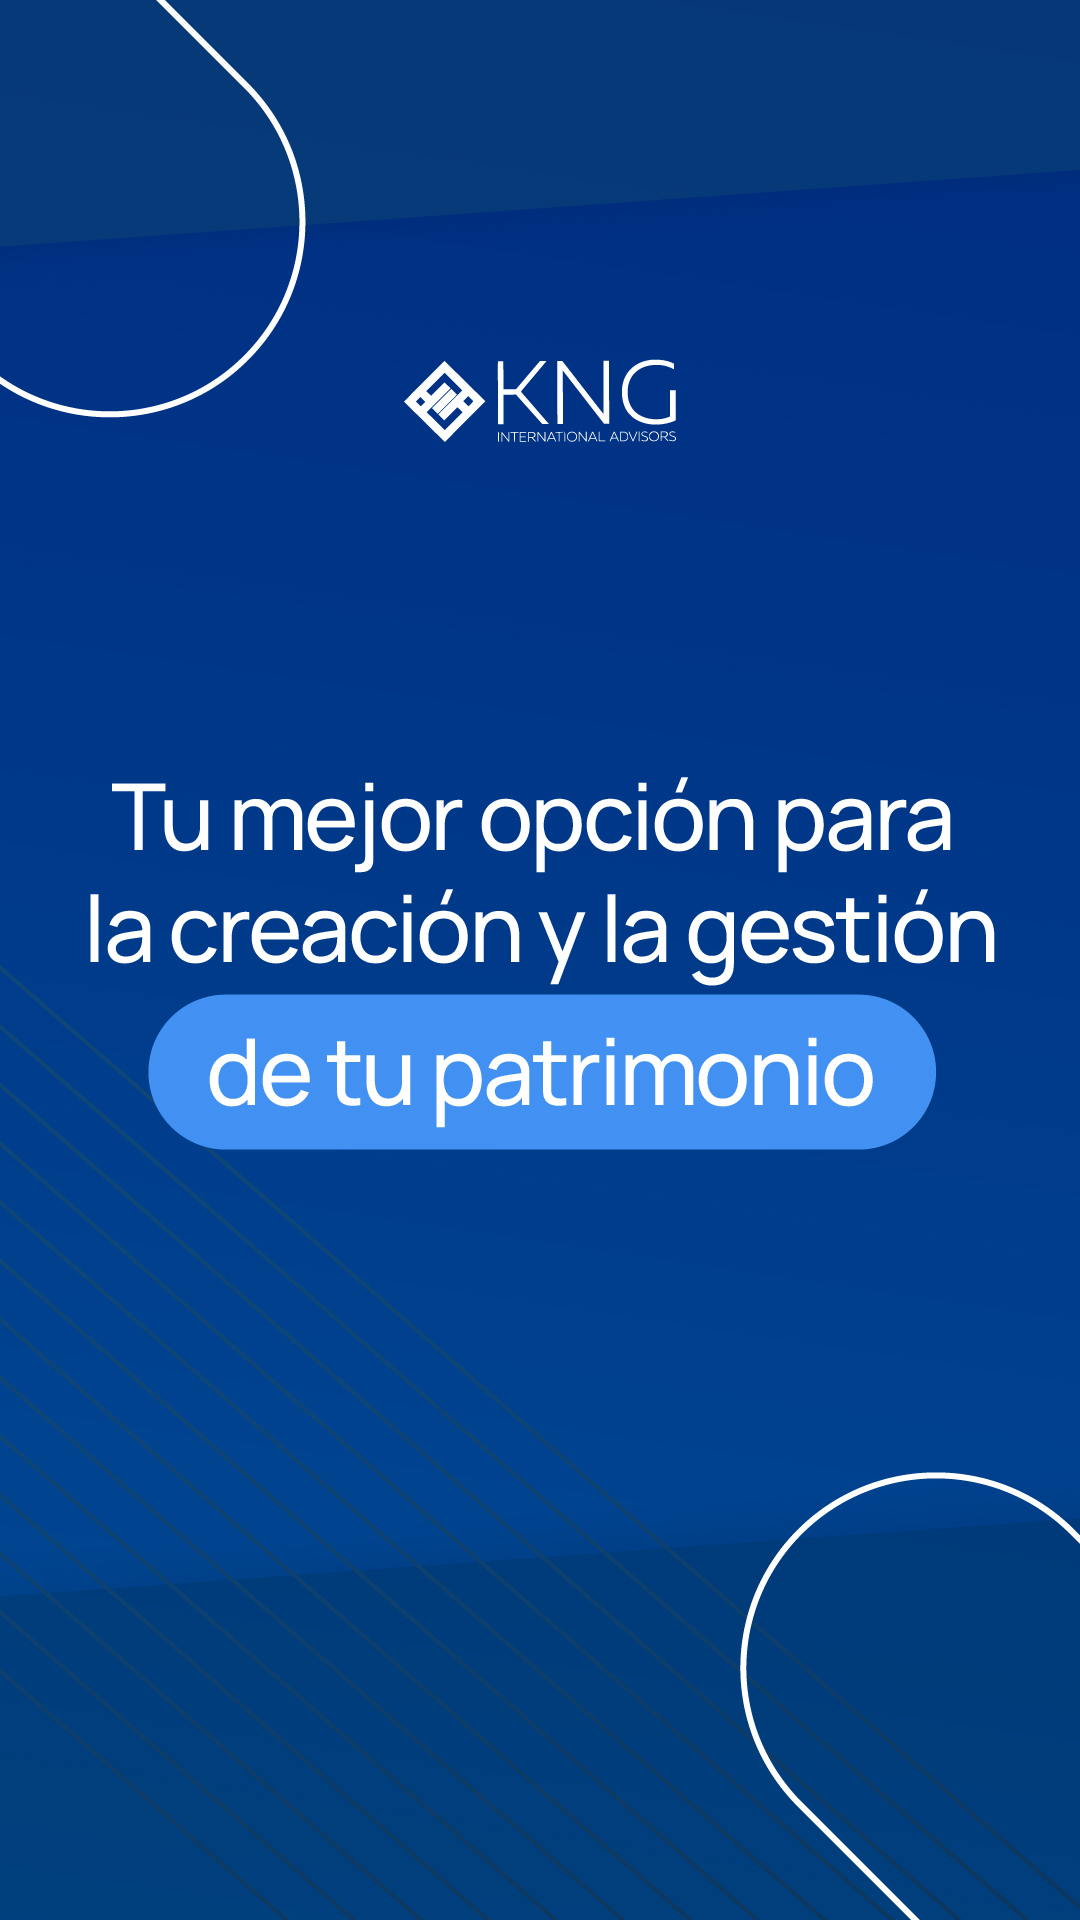 KNG
INTERNATIONAL ADVISORS
Tu mejor opción para
la creación y la gestión
de tu patrimonio